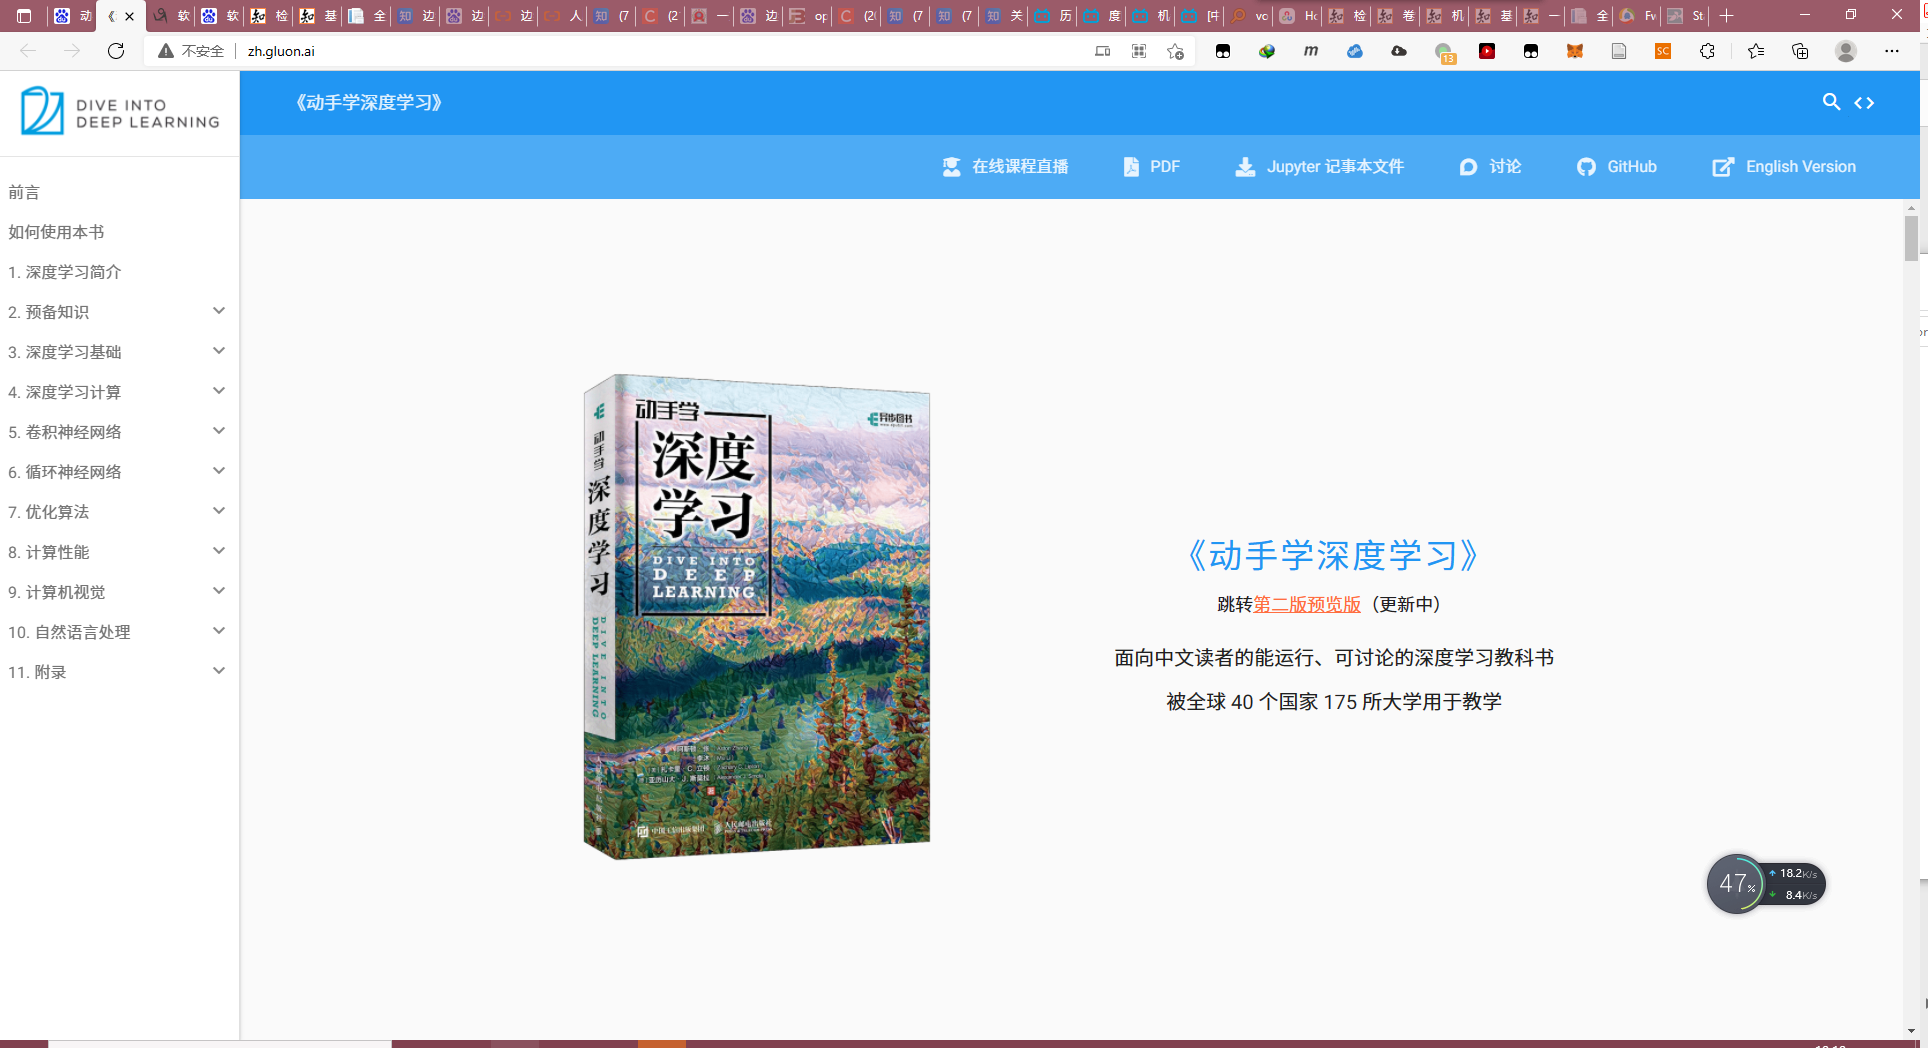 动
《
软
软
检
基
全
边
边
边
人
(7
(2
一
边
op
(2(
(7
(7
关
历
度
机
[中
vc
Hc
检
卷
机
基
一
全
Fw
St
不安全
zh.gluon.ai
13
SC
DIVE INTO
DEEP LEARNING
《动手学深度学习》
在线课程直播
PDF
Jupyter 记事本文件
讨论
GitHub
English Version
前言
如何使用本书
1. 深度学习简介
2. 预备知识
3. 深度学习基础
4. 深度学习计算
5. 卷积神经网络
6. 循环神经网络
7. 优化算法
8. 计算性能
9. 计算机视觉
10. 自然语言处理
11. 附录
动手学
深度
学习
DIVE INTO
DEEP
LEARNING
异步图书
动手学
深度学习
DIVE INTO
DEEP LEARNING
人民邮电出版社
《动手学深度学习》
跳转第二版预览版（更新中）
面向中文读者的能运行、可讨论的深度学习教科书
被全球 40 个国家 175 所大学用于教学
47%
18.2K/s
8.4K/s